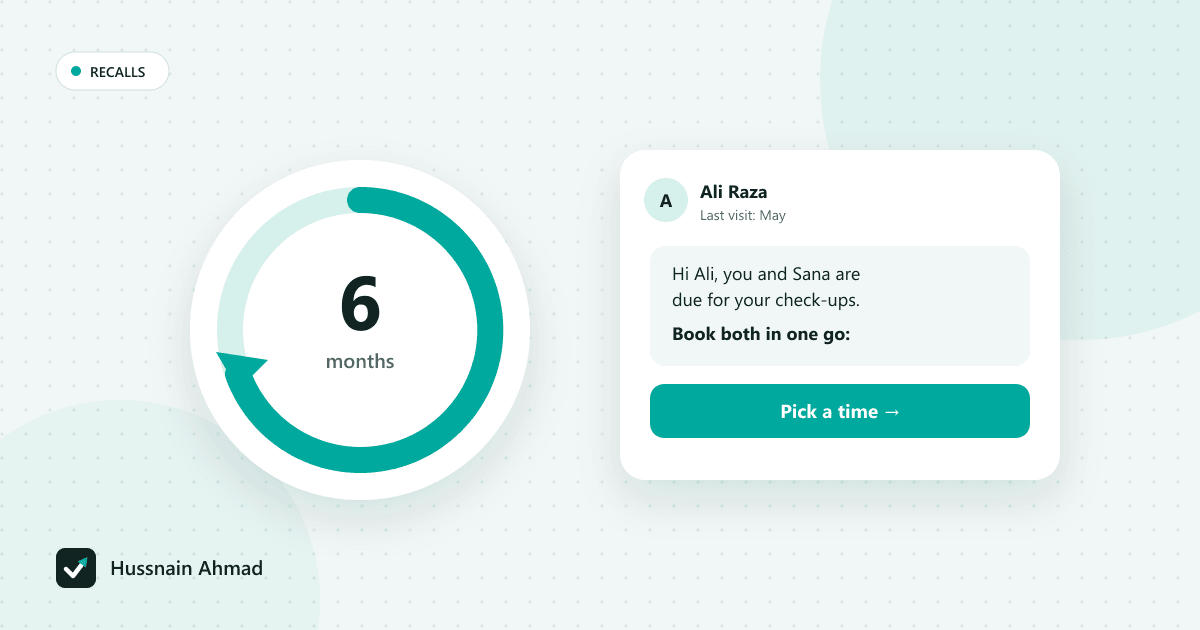 RECALLS
6
months
A
Ali Raza
Last visit: May
Hi Ali, you and Sana are
due for your check-ups.
Book both in one go:
Pick a time →
Hussnain Ahmad